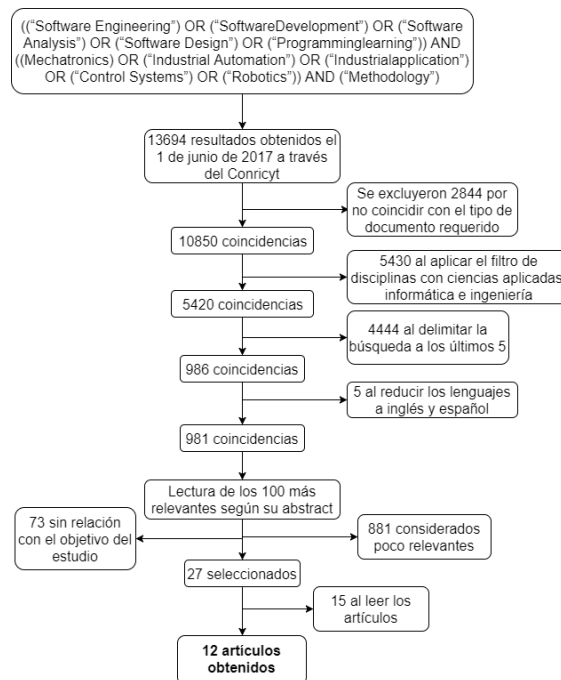 ((“Software Engineering”) OR (“SoftwareDevelopment”) OR (“Software
Analysis”) OR (“Software Design”) OR (“Programminglearning”)) AND
((Mechatronics) OR (“Industrial Automation”) OR (“Industrialapplication”)
OR (“Control Systems”) OR (“Robotics”)) AND (“Methodology”)
13694 resultados obtenidos el
1 de junio de 2017 a través
del Conricyt
Se excluyeron 2844 por
no coincidir con el tipo de
documento requerido
10850 coincidencias
5430 al aplicar el filtro de
disciplinas con ciencias aplicadas
informática e ingeniería
5420 coincidencias
4444 al delimitar la
búsqueda a los últimos 5
986 coincidencias
5 al reducir los lenguajes
a inglés y español
981 coincidencias
Lectura de los 100 más
relevantes según su abstract
73 sin relación
con el objetivo del
estudio
881 considerados
poco relevantes
27 seleccionados
15 al leer los
artículos
12 artículos
obtenidos